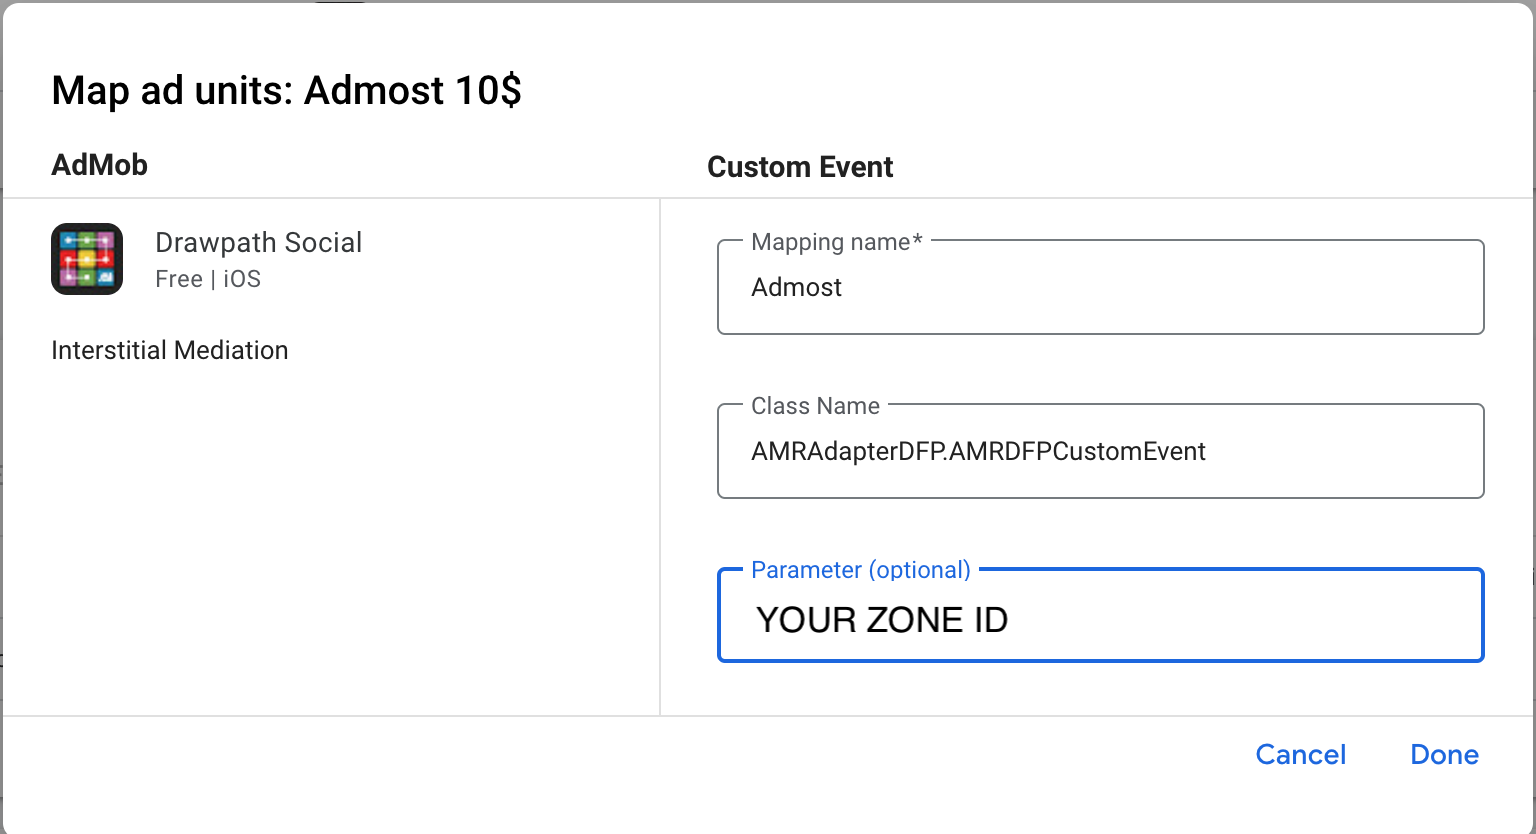 Map ad units: Admost 10$
AdMob
Custom Event
Drawpath Social
Free | iOS
Interstitial Mediation
Mapping name*
Admost
Class Name
AMRAdapterDFP.AMRDFPCustomEvent
Parameter (optional)
YOUR ZONE ID
Cancel
Done